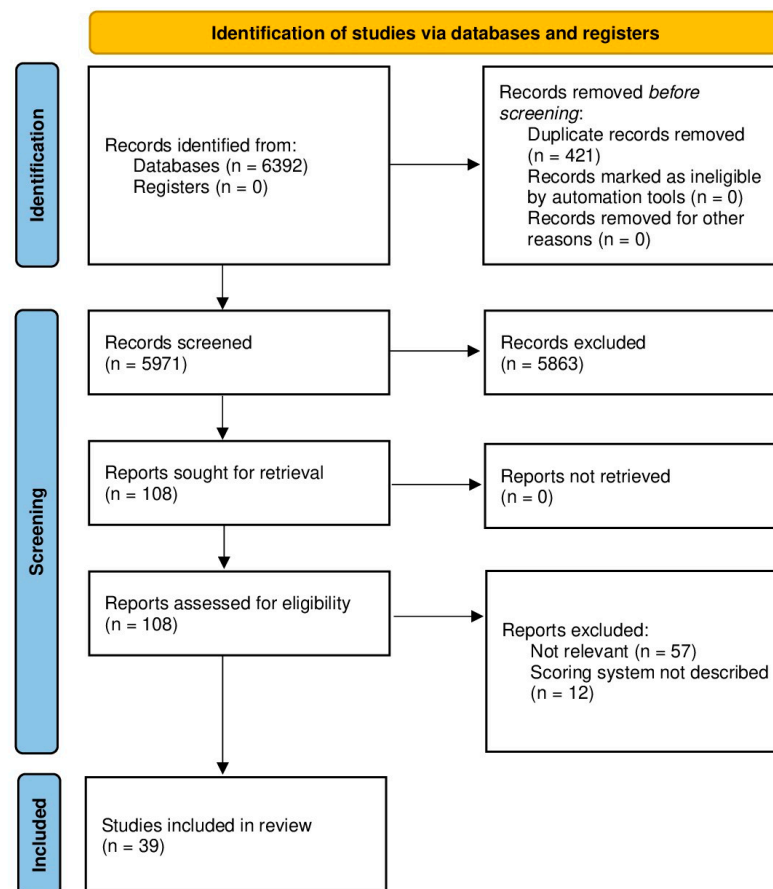 Identification of studies via databases and registers
Identification
Records identified from:
Databases (n = 6392)
Registers (n = 0)
Records removed before
screening:
Duplicate records removed
(n = 421)
Records marked as ineligible
by automation tools (n = 0)
Records removed for other
reasons (n = 0)
Screening
Records screened
(n = 5971)
Records excluded
(n = 5863)
Reports sought for retrieval
(n = 108)
Reports not retrieved
(n = 0)
Reports assessed for eligibility
(n = 108)
Reports excluded:
Not relevant (n = 57)
Scoring system not described
(n = 12)
Included
Studies included in review
(n = 39)